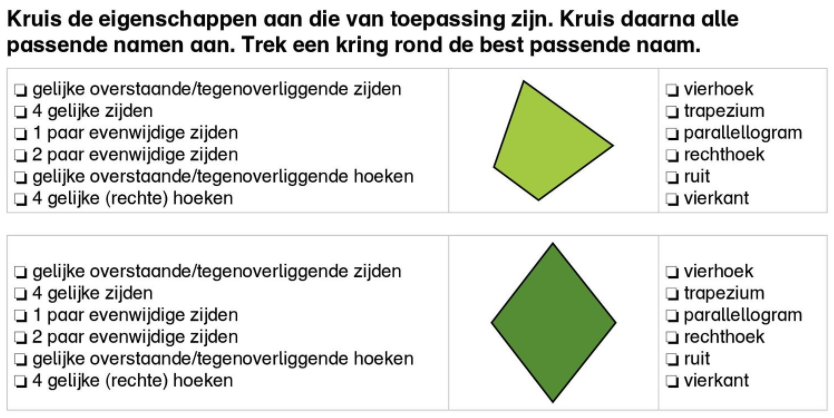 Kruis de eigenschappen aan die van toepassing zijn. Kruis daarna alle
passende namen aan. Trek een kring rond de best passende naam.
❏ gelijke overstaande/tegenoverliggende zijden
❏ 4 gelijke zijden
❏ 1 paar evenwijdige zijden
❏ 2 paar evenwijdige zijden
❏ gelijke overstaande/tegenoverliggende hoeken
❏ 4 gelijke (rechte) hoeken
❏ vierhoek
❏ trapezium
❏ parallellogram
❏ rechthoek
❏ ruit
❏ vierkant
❏ gelijke overstaande/tegenoverliggende zijden
❏ 4 gelijke zijden
❏ 1 paar evenwijdige zijden
❏ 2 paar evenwijdige zijden
❏ gelijke overstaande/tegenoverliggende hoeken
❏ 4 gelijke (rechte) hoeken
❏ vierhoek
❏ trapezium
❏ parallellogram
❏ rechthoek
❏ ruit
❏ vierkant